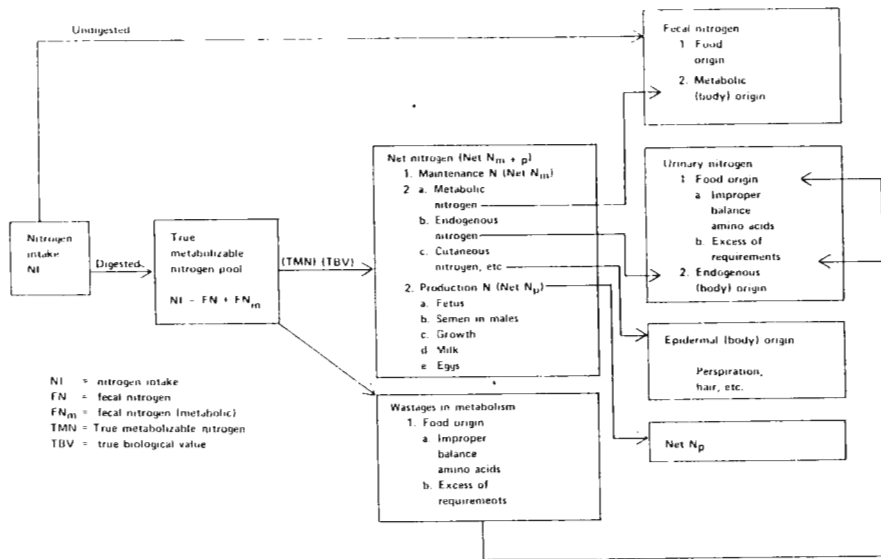 Undigested
Fecal nitrogen
1 Food
origin
2. Metabolic
(body) origin
Net nitrogen (Net Nm + p)
1. Maintenance N (Net Nm)
2 a. Metabolic
nitrogen
b. Endogenous
nitrogen
c. Cutaneous
nitrogen, etc
2. Production N (Net Np)
a. Fetus
b. Semen in males
c. Growth
d Milk
e Eggs
Urinary nitrogen
1 Food origin
a Improper
balance
amino acids
b. Excess of
requirements
2. Endogenous
(body) origin
Nitrogen
intake
NI
Digested
True
metabolizable
nitrogen pool
NI - FN + FNm
(TMN) (TBV)
Epidermal (body) origin
Perspiration,
hair, etc.
Net Np
Wastages in metabolism
1. Food origin
a. Improper
balance
amino acids
b. Excess of
requirements
NI = nitrogen intake
FN = fecal nitrogen
FNm = fecal nitrogen (metabolic)
TMN = True metabolizable nitrogen
TBV = true biological value